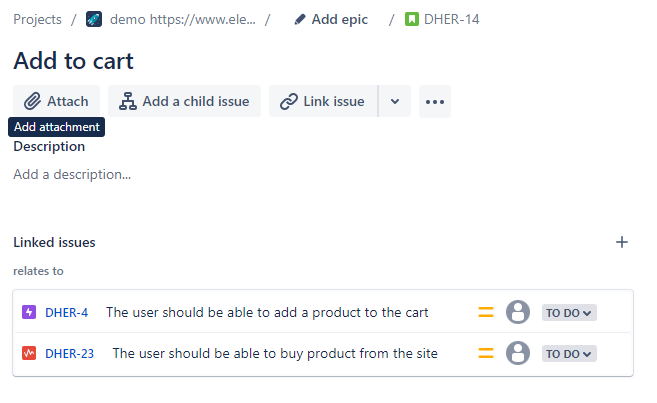 Projects / demo https://www.ele... / Add epic / DHER-14
Add to cart
Attach Add a child issue Link issue
Add attachment
Description
Add a description...
Linked issues
relates to
DHER-4 The user should be able to add a product to the cart TO DO
DHER-23 The user should be able to buy product from the site TO DO